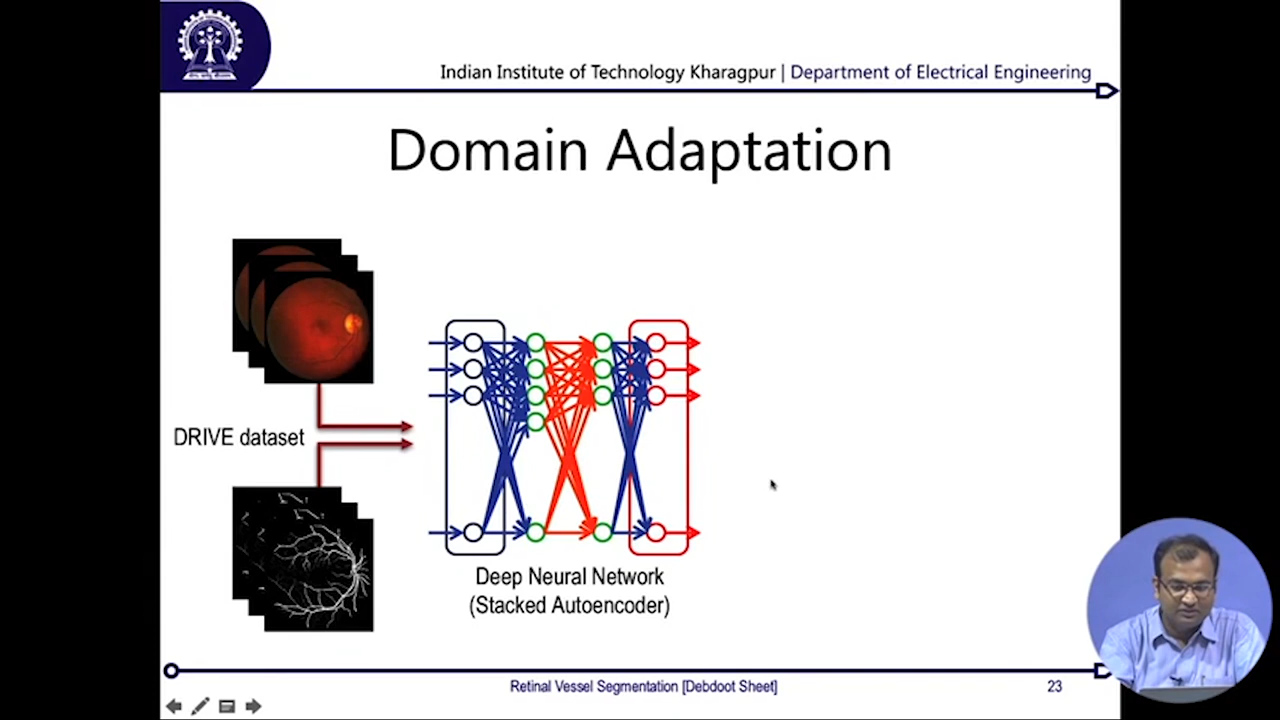 Indian Institute of Technology Kharagpur | Department of Electrical Engineering
Domain Adaptation
DRIVE dataset
Deep Neural Network
(Stacked Autoencoder)
Retinal Vessel Segmentation [Debdoot Sheet]
23